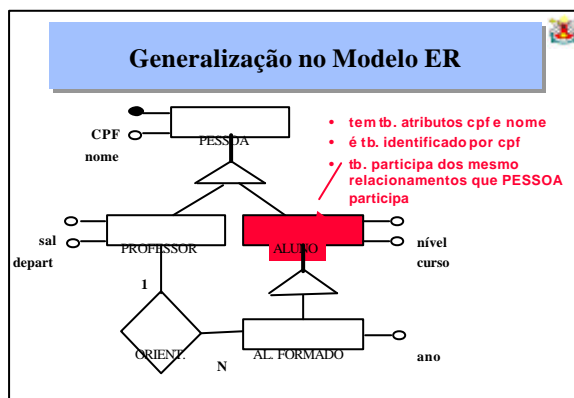 Generalização no Modelo ER
CPF
nome
PESSOA
• tem tb. atributos cpf e nome
• é tb. identificado por cpf
• tb. participa dos mesmo
relacionamentos que PESSOA
participa
sal
depart
PROFESSOR
ALUNO
nível
curso
1
ORIENT.
N
AL. FORMADO
ano